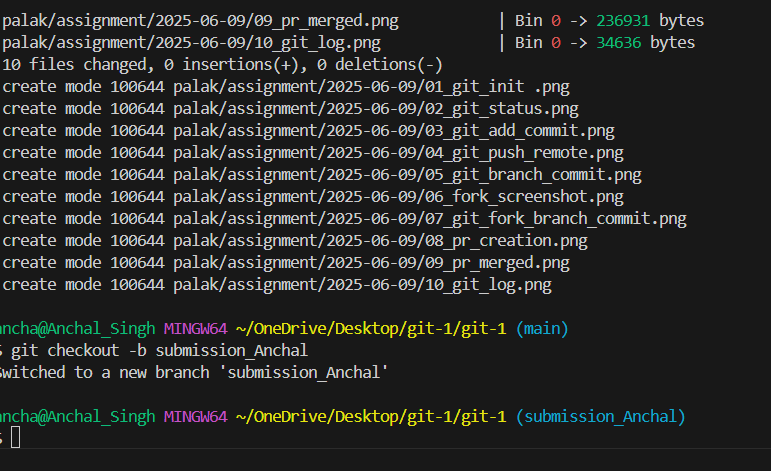 palak/assignment/2025-06-09/09_pr_merged.png | Bin 0 -> 236931 bytes
palak/assignment/2025-06-09/10_git_log.png | Bin 0 -> 34636 bytes
10 files changed, 0 insertions(+), 0 deletions(-)
create mode 100644 palak/assignment/2025-06-09/01_git_init .png
create mode 100644 palak/assignment/2025-06-09/02_git_status.png
create mode 100644 palak/assignment/2025-06-09/03_git_add_commit.png
create mode 100644 palak/assignment/2025-06-09/04_git_push_remote.png
create mode 100644 palak/assignment/2025-06-09/05_git_branch_commit.png
create mode 100644 palak/assignment/2025-06-09/06_fork_screenshot.png
create mode 100644 palak/assignment/2025-06-09/07_git_fork_branch_commit.png
create mode 100644 palak/assignment/2025-06-09/08_pr_creation.png
create mode 100644 palak/assignment/2025-06-09/09_pr_merged.png
create mode 100644 palak/assignment/2025-06-09/10_git_log.png
ancha@Anchal_Singh MINGW64 ~/OneDrive/Desktop/git-1/git-1 (main)
$ git checkout -b submission_Anchal
Switched to a new branch 'submission_Anchal'
ancha@Anchal_Singh MINGW64 ~/OneDrive/Desktop/git-1/git-1 (submission_Anchal)
$